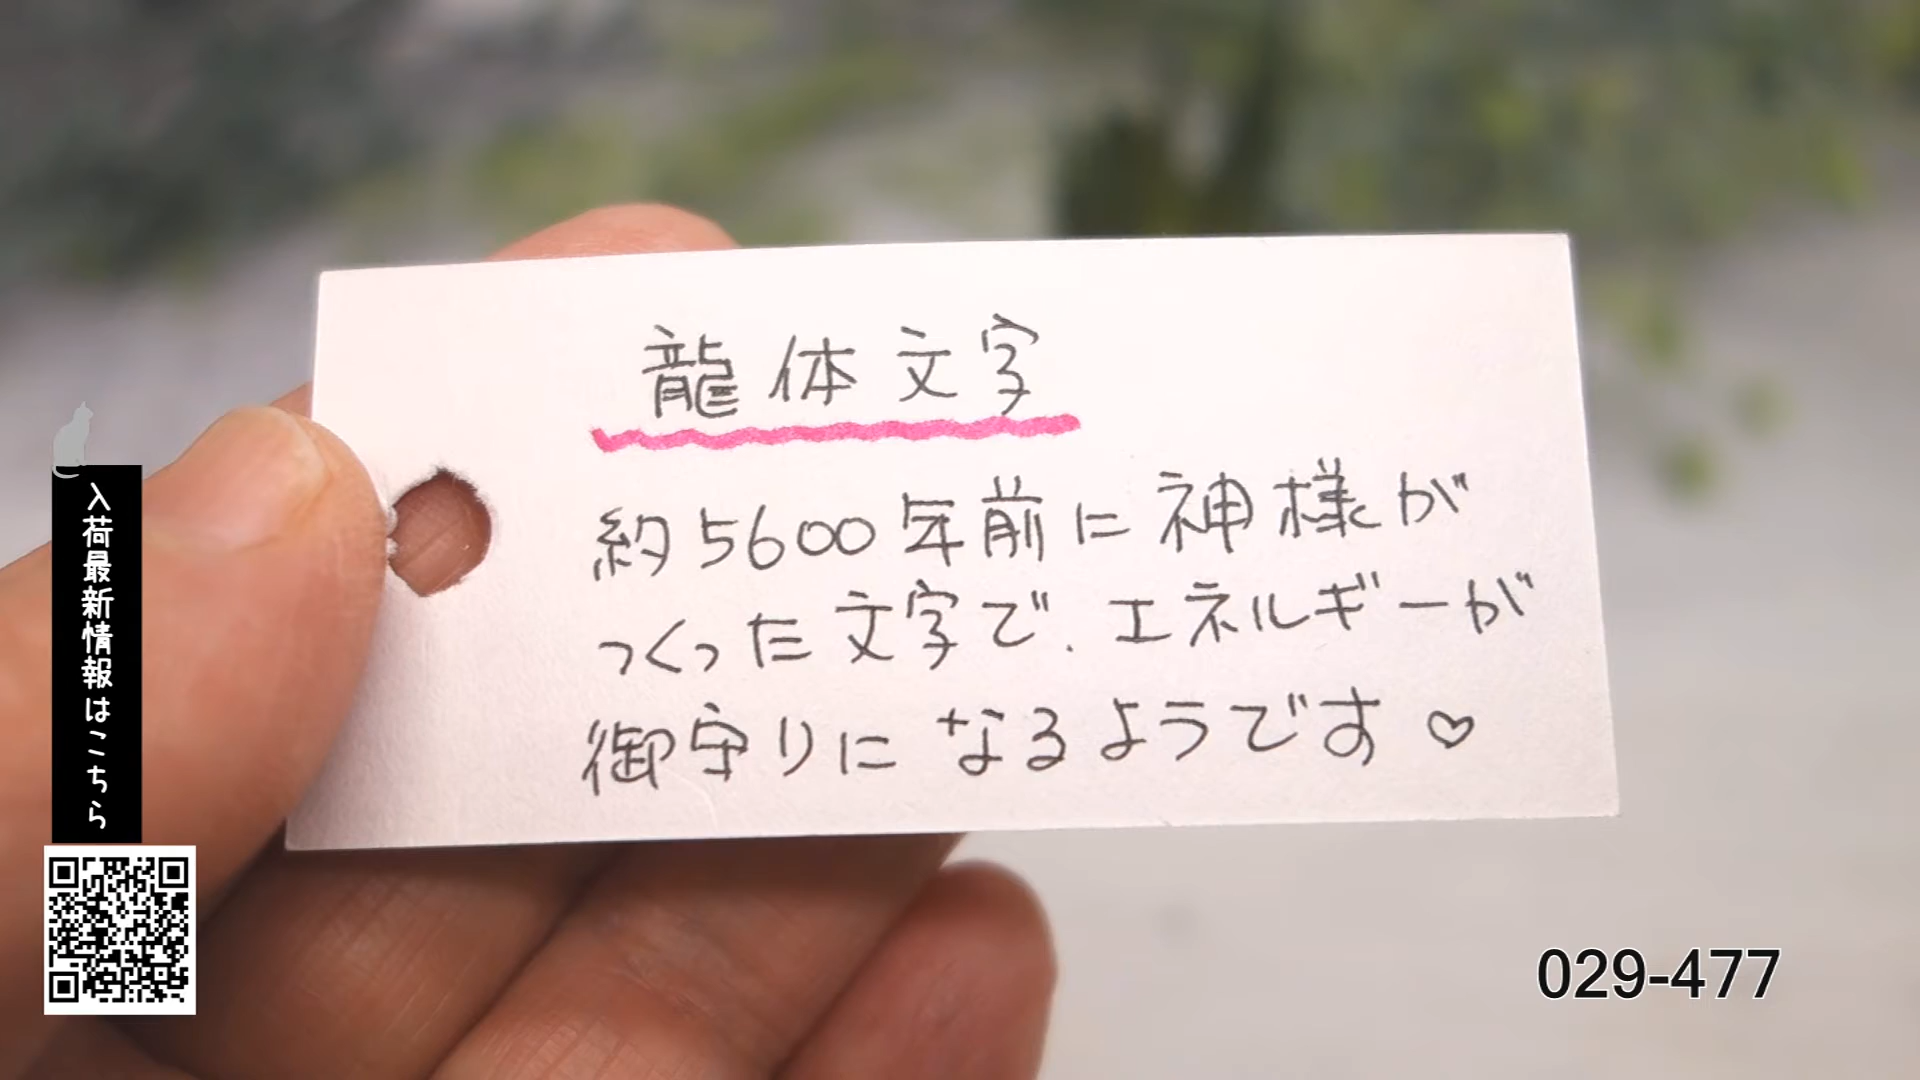 龍体文字
約5600年前に神様が
つくった文字で、エネルギーが
御守りになるようです♡
入荷最新情報はこちら
029-477